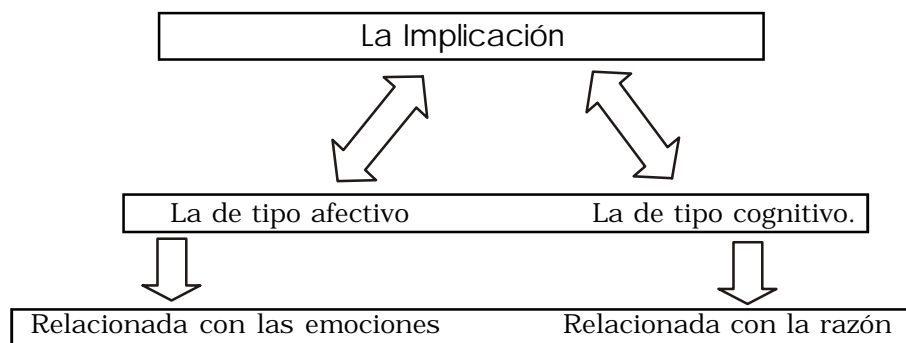 La Implicación
La de tipo afectivo La de tipo cognitivo.
Relacionada con las emociones Relacionada con la razón